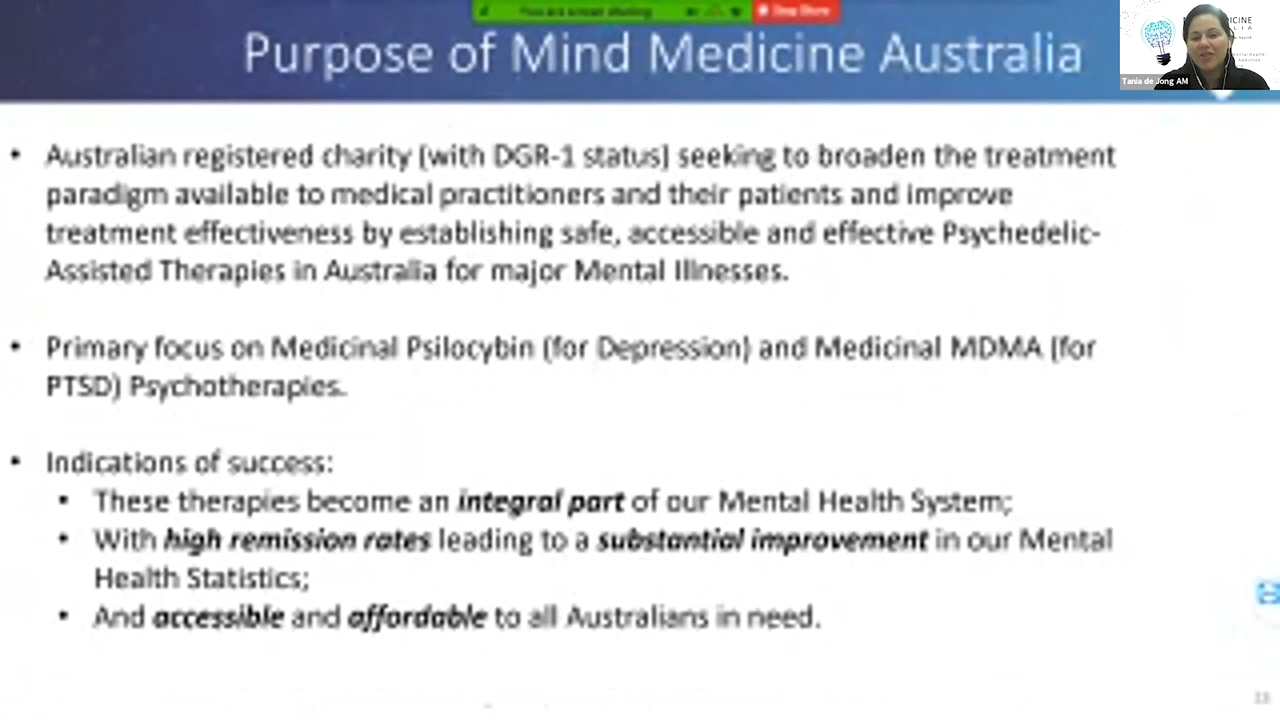 Purpose of Mind Medicine Australia
Tania de Jong AM
• Australian registered charity (with DGR-1 status) seeking to broaden the treatment
paradigm available to medical practitioners and their patients and improve
treatment effectiveness by establishing safe, accessible and effective Psychedelic-
Assisted Therapies in Australia for major Mental Illnesses.
• Primary focus on Medicinal Psilocybin (for Depression) and Medicinal MDMA (for
PTSD) Psychotherapies.
• Indications of success:
• These therapies become an integral part of our Mental Health System;
• With high remission rates leading to a substantial improvement in our Mental
Health Statistics;
• And accessible and affordable to all Australians in need.